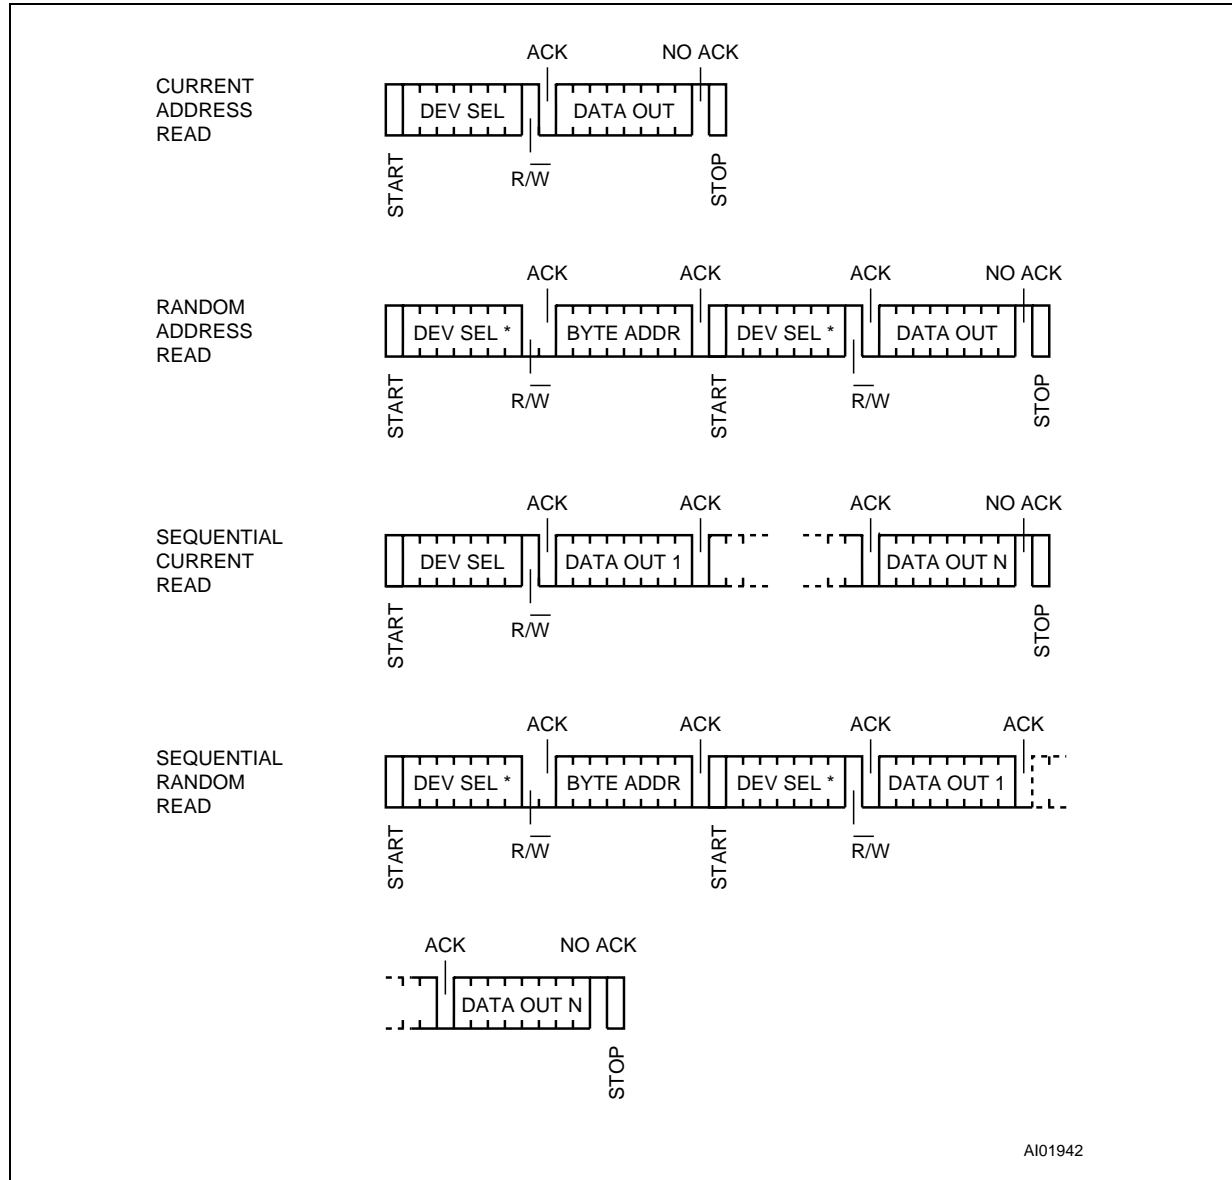 ACK NO ACK
CURRENT
ADDRESS
READ
DEV SEL DATA OUT
R/W̅
START STOP
ACK ACK ACK NO ACK
RANDOM
ADDRESS
READ
DEV SEL * BYTE ADDR DEV SEL * DATA OUT
R/W̅ R̅/W
START START STOP
ACK ACK ACK NO ACK
SEQUENTIAL
CURRENT
READ
DEV SEL DATA OUT 1 DATA OUT N
R/W̅
START STOP
ACK ACK ACK ACK
SEQUENTIAL
RANDOM
READ
DEV SEL * BYTE ADDR DEV SEL * DATA OUT 1
R/W̅ R̅/W
START START
ACK NO ACK
DATA OUT N
STOP
AI01942